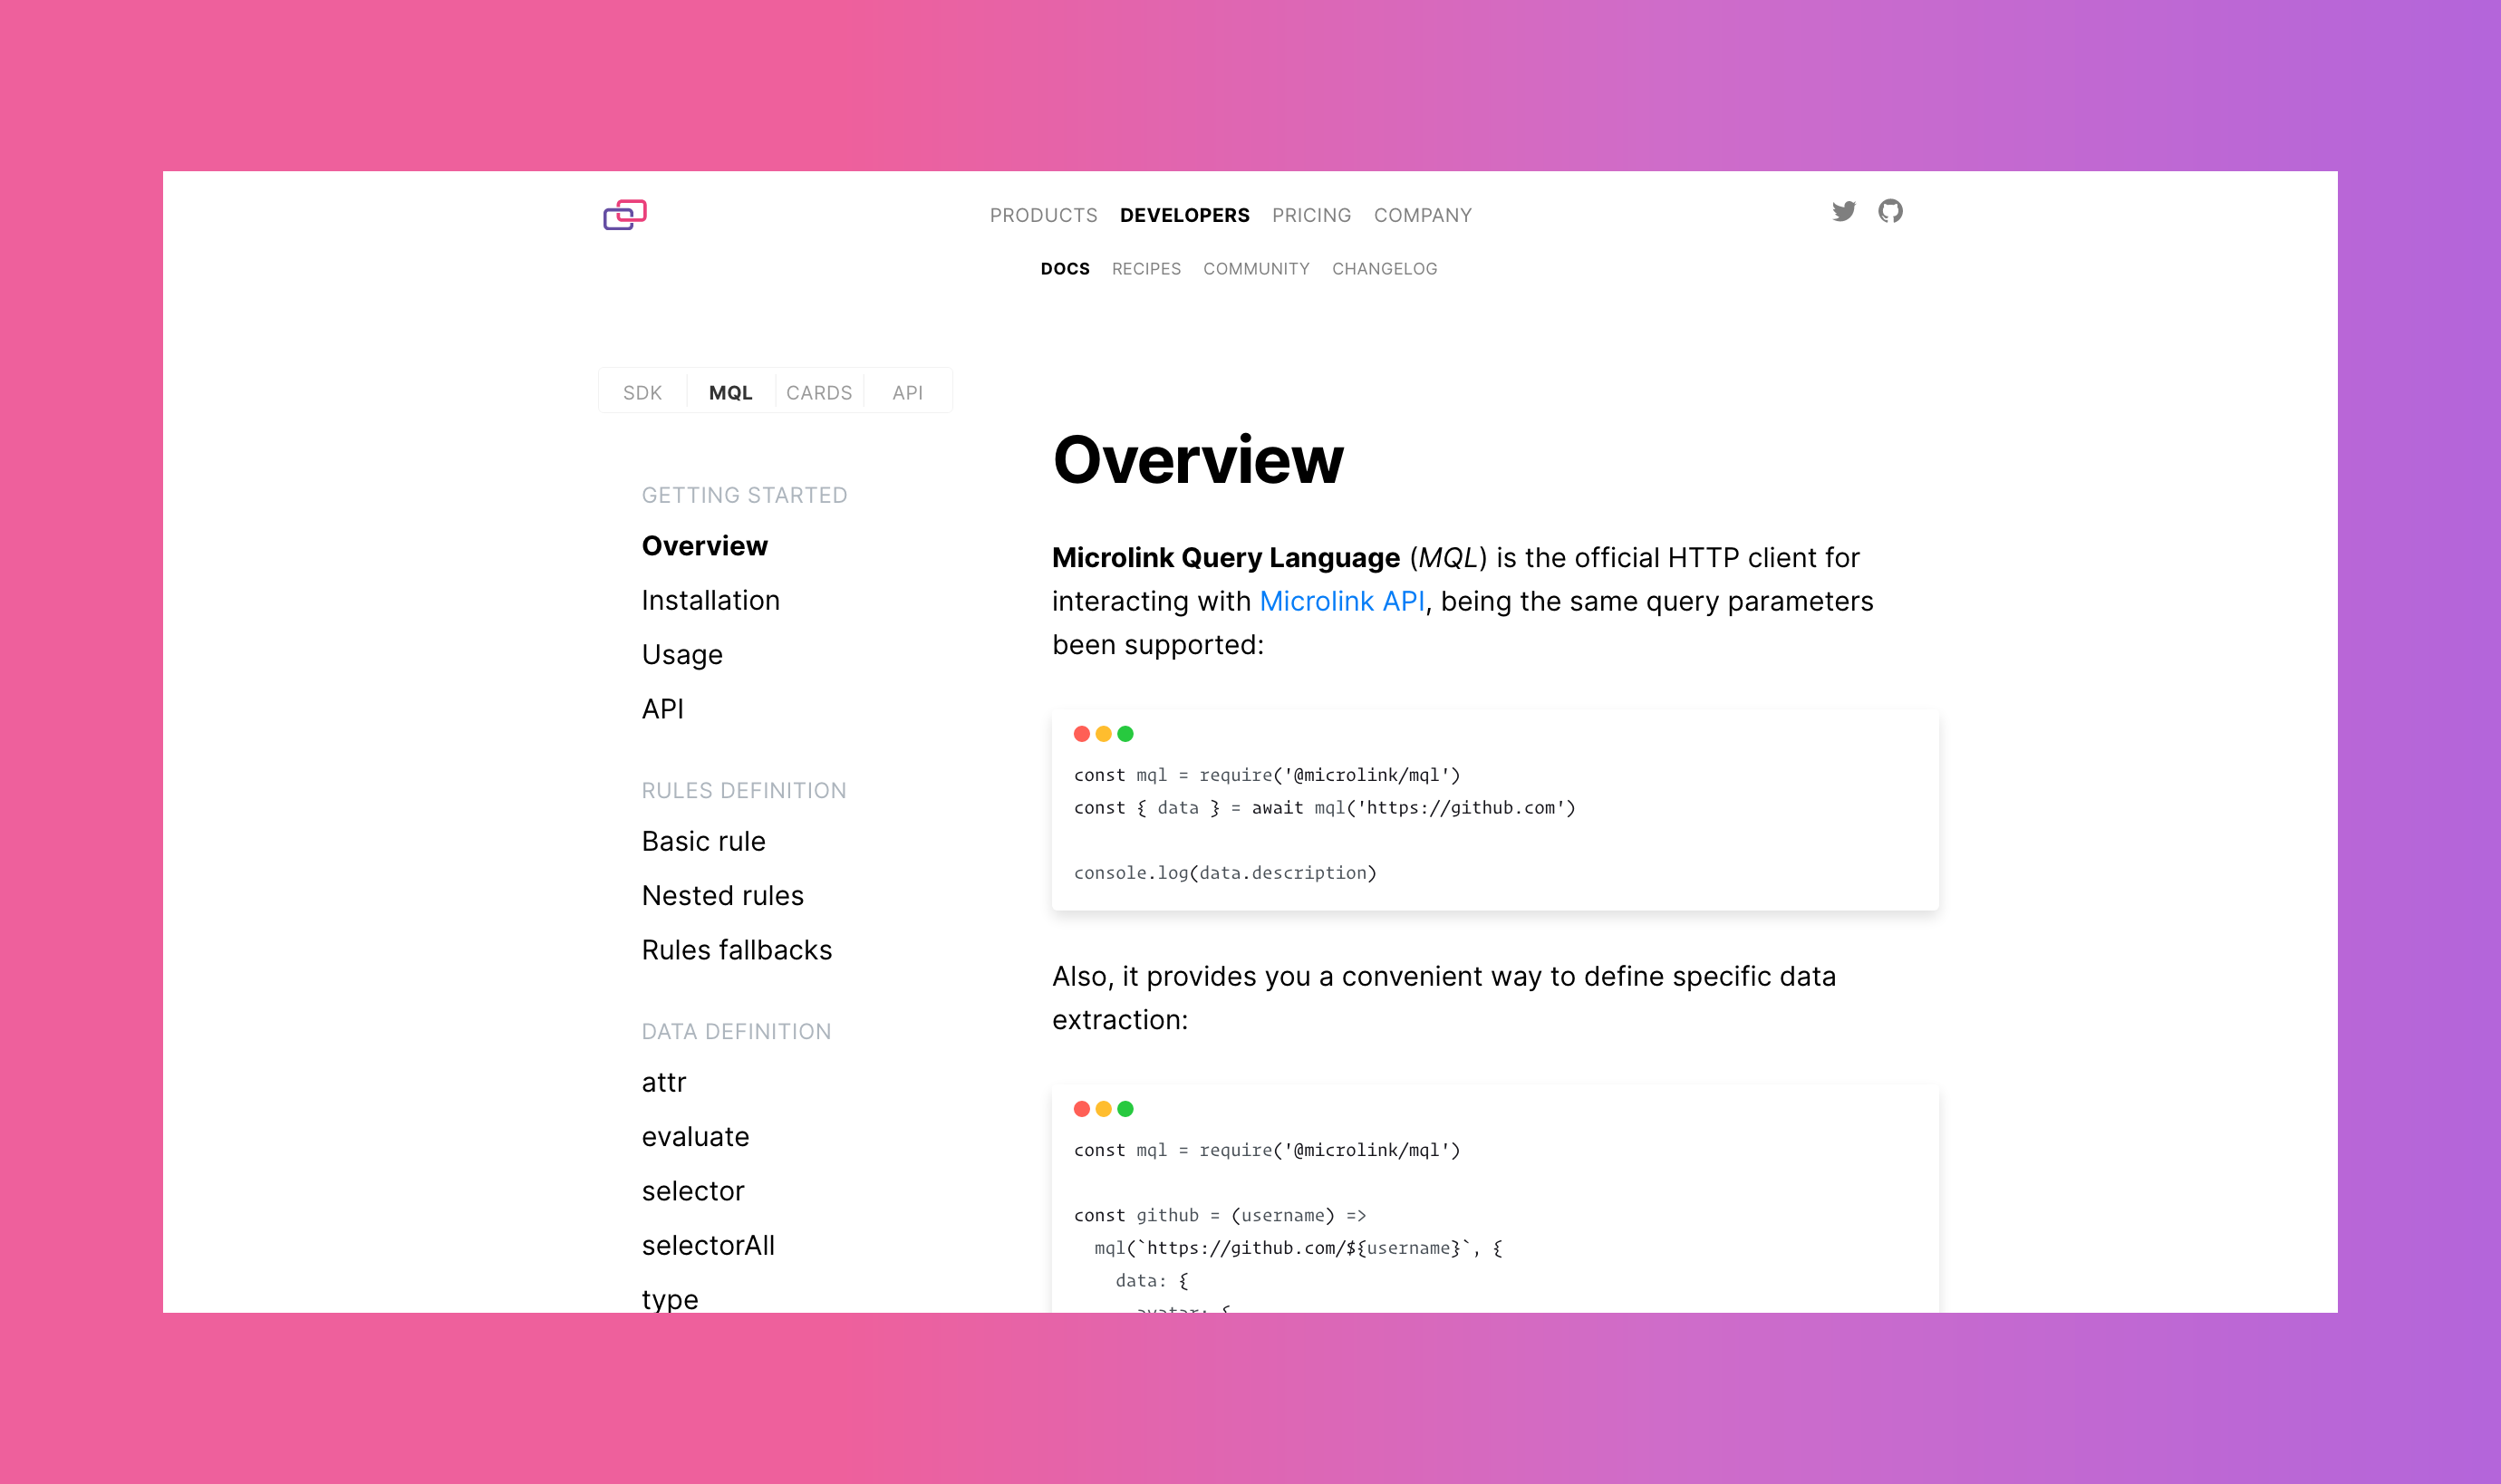 PRODUCTS DEVELOPERS PRICING COMPANY
DOCS RECIPES COMMUNITY CHANGELOG
SDK MQL CARDS API
GETTING STARTED
Overview
Installation
Usage
API
RULES DEFINITION
Basic rule
Nested rules
Rules fallbacks
DATA DEFINITION
attr
evaluate
selector
selectorAll
type
Overview
Microlink Query Language (MQL) is the official HTTP client for
interacting with Microlink API, being the same query parameters
been supported:
const mql = require('@microlink/mql')
const { data } = await mql('https://github.com')
console.log(data.description)
Also, it provides you a convenient way to define specific data
extraction:
const mql = require('@microlink/mql')
const github = (username) =>
  mql(`https://github.com/${username}`, {
    data: {
      avatar: {